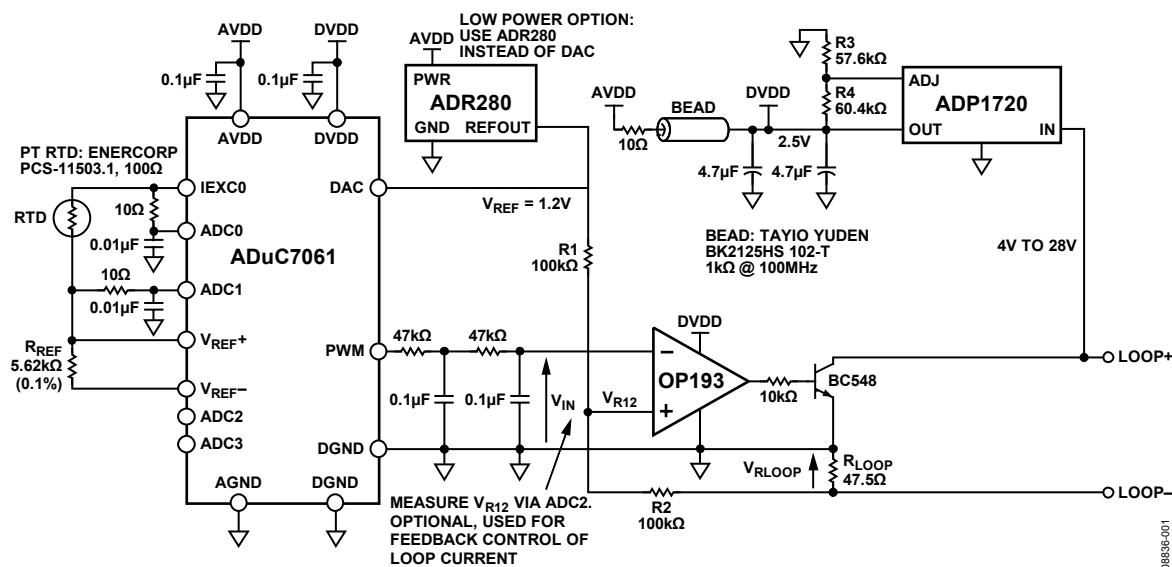 LOW POWER OPTION:
USE ADR280
INSTEAD OF DAC
AVDD
DVDD
0.1µF
0.1µF
AVDD
PWR
ADR280
GND
REFOUT
AVDD
10Ω
BEAD
DVDD
2.5V
4.7µF
4.7µF
R3
57.6kΩ
R4
60.4kΩ
ADJ
ADP1720
OUT
IN
BEAD: TAYIO YUDEN
BK2125HS 102-T
1kΩ @ 100MHz
4V TO 28V
PT RTD: ENERCORP
PCS-11503.1, 100Ω
RTD
10Ω
0.01µF
10Ω
0.01µF
RREF
5.62kΩ
(0.1%)
AVDD
DVDD
IEXC0
DAC
ADC0
ADuC7061
ADC1
VREF+
PWM
VREF–
ADC2
ADC3
DGND
AGND
DGND
VREF = 1.2V
R1
100kΩ
47kΩ
47kΩ
0.1µF
0.1µF
VIN
VR12
DVDD
–
OP193
+
10kΩ
BC548
LOOP+
VRLOOP
RLOOP
47.5Ω
R2
100kΩ
LOOP–
MEASURE VR12 VIA ADC2.
OPTIONAL, USED FOR
FEEDBACK CONTROL OF
LOOP CURRENT
08836-001